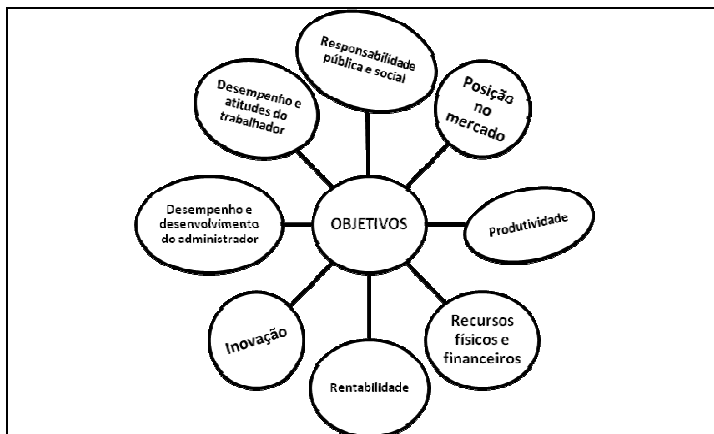 Responsabilidade
pública e social
Posição
no
mercado
Produtividade
Recursos
físicos e
financeiros
Rentabilidade
Inovação
Desempenho e
desenvolvimento
do administrador
Desempenho e
atitudes do
trabalhador
OBJETIVOS